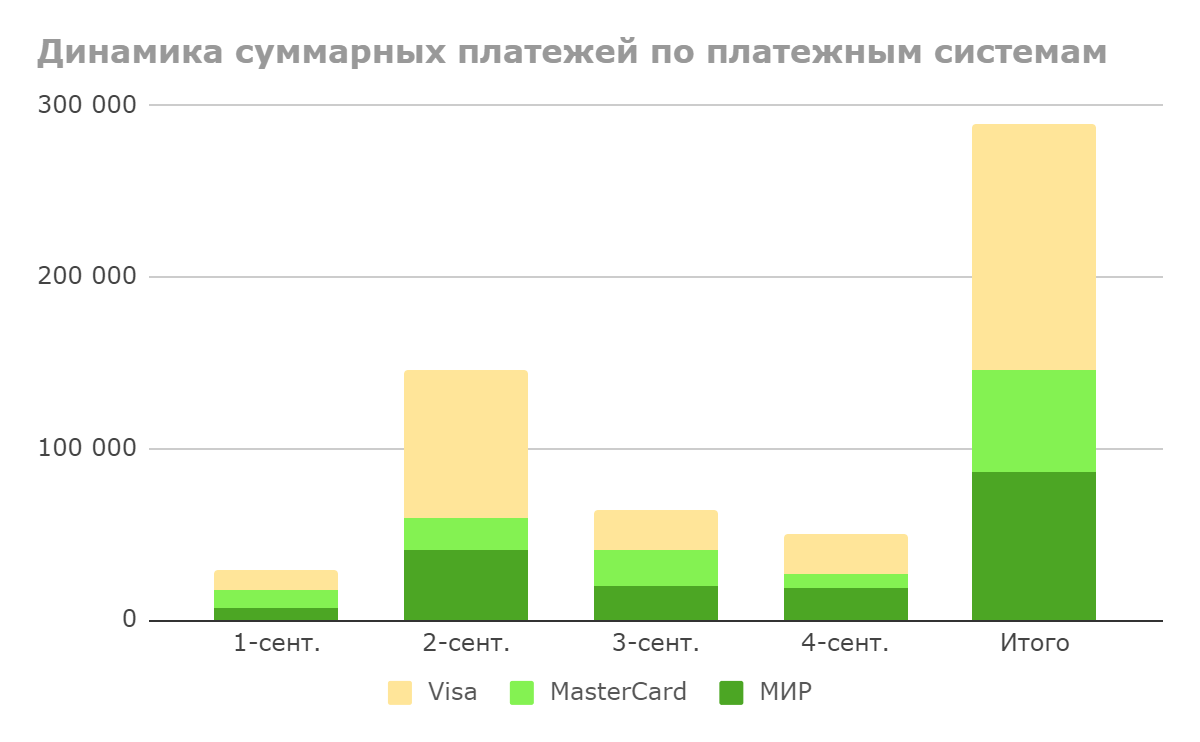 Динамика суммарных платежей по платежным системам
300 000
200 000
100 000
0
1-сент. 2-сент. 3-сент. 4-сент. Итого
Visa MasterCard МИР